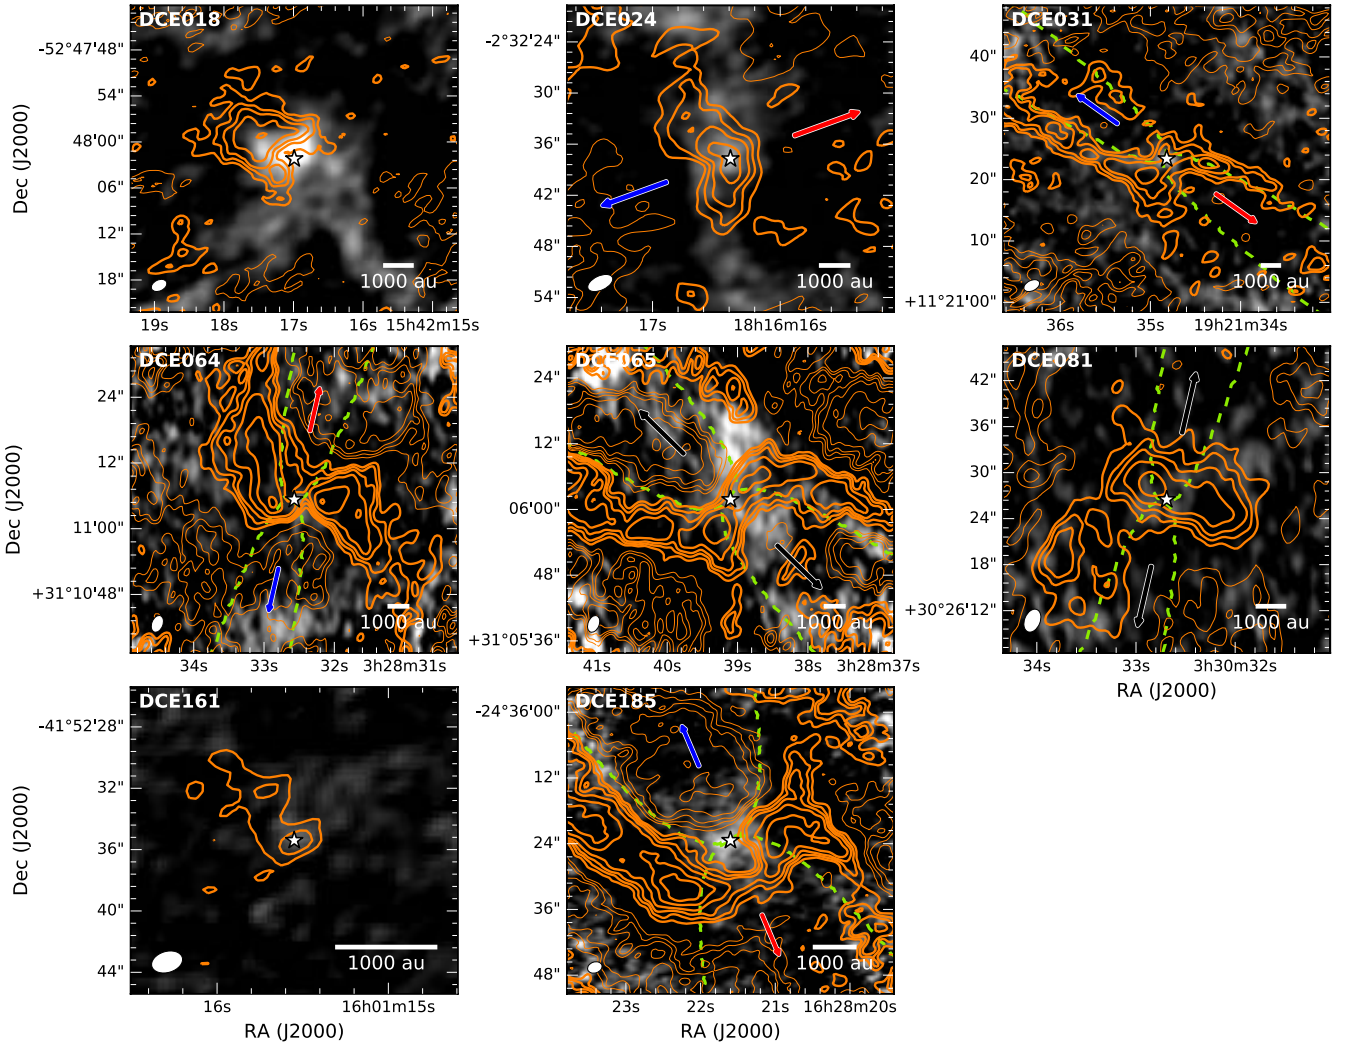 DCE018
-52°47'48"
54"
48'00"
06"
12"
18"
Dec (J2000)
1000 au
19s 18s 17s 16s 15h42m15s
DCE024
-2°32'24"
30"
36"
42"
48"
54"
1000 au
17s 18h16m16s
DCE031
40"
30"
20"
10"
+11°21'00"
1000 au
36s 35s 19h21m34s
DCE064
24"
12"
11'00"
+31°10'48"
Dec (J2000)
1000 au
34s 33s 32s 3h28m31s
DCE065
24"
12"
06'00"
48"
+31°05'36"
1000 au
41s 40s 39s 38s 3h28m37s
DCE081
42"
36"
30"
24"
18"
+30°26'12"
1000 au
34s 33s 3h30m32s
RA (J2000)
DCE161
-41°52'28"
32"
36"
40"
44"
Dec (J2000)
1000 au
16s 16h01m15s
RA (J2000)
DCE185
-24°36'00"
12"
24"
36"
48"
1000 au
23s 22s 21s 16h28m20s
RA (J2000)